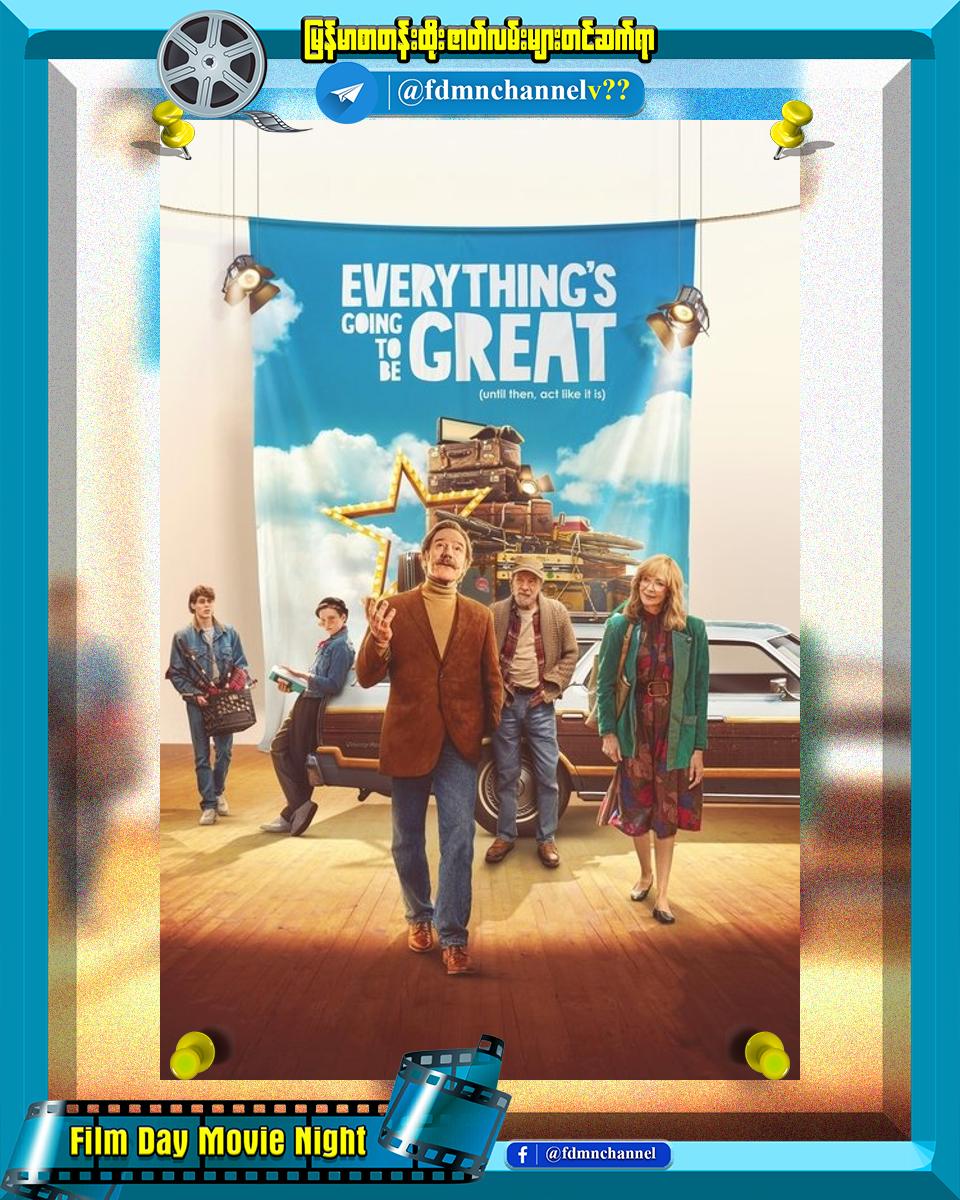 မြန်မာစာတန်းထိုးဇာတ်လမ်းများတင်ဆက်ရာ
@fdmnchannelv??
EVERYTHING'S
GOING
TO
BE
GREAT
(until then, act like it is)
Film Day Movie Night
@fdmnchannel